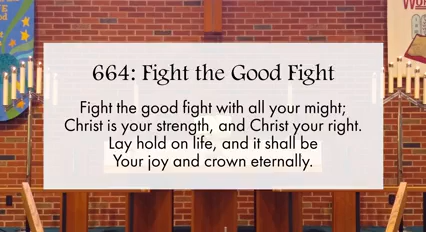 664: Fight the Good Fight
Fight the good fight with all your might;
Christ is your strength, and Christ your right.
Lay hold on life, and it shall be
Your joy and crown eternally.